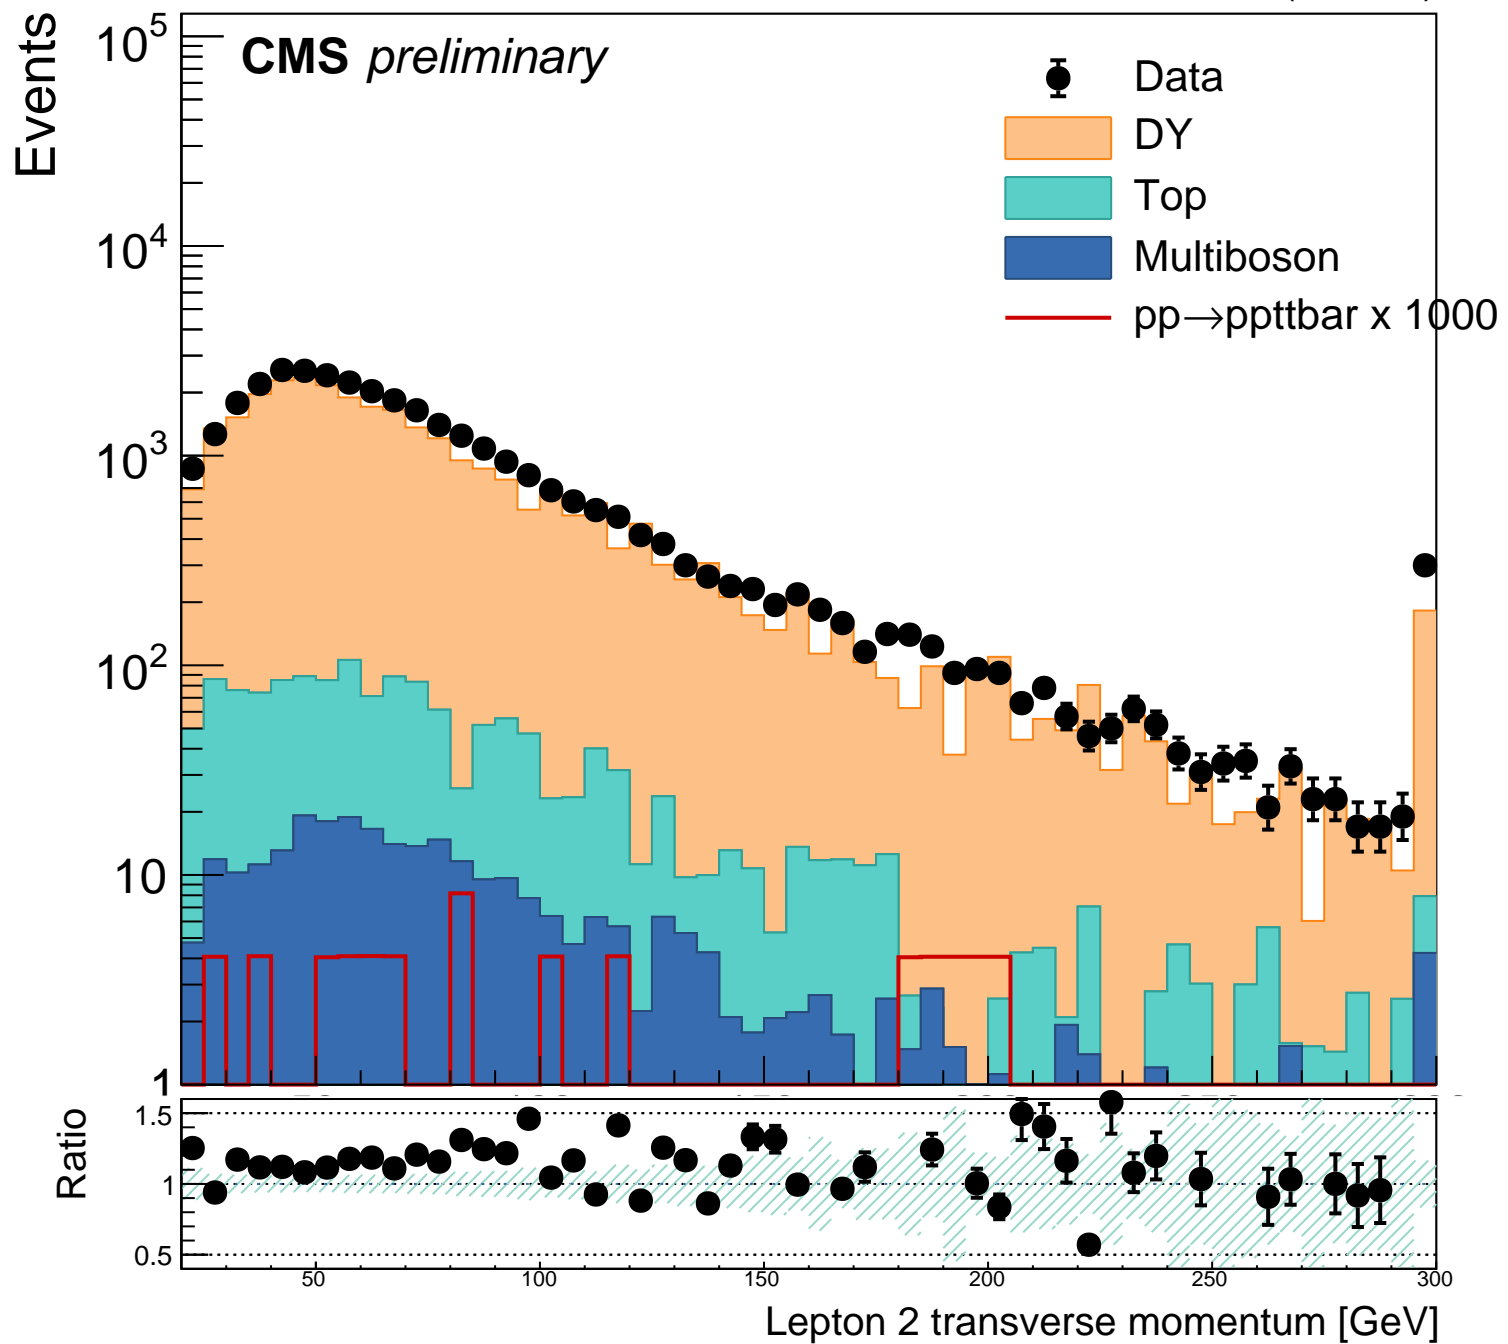 CMS preliminary
Events
10^5
10^4
10^3
10^2
10
1
Data
DY
Top
Multiboson
pp→ppttbar x 1000
Ratio
1.5
1
0.5
50
100
150
200
250
300
Lepton 2 transverse momentum [GeV]